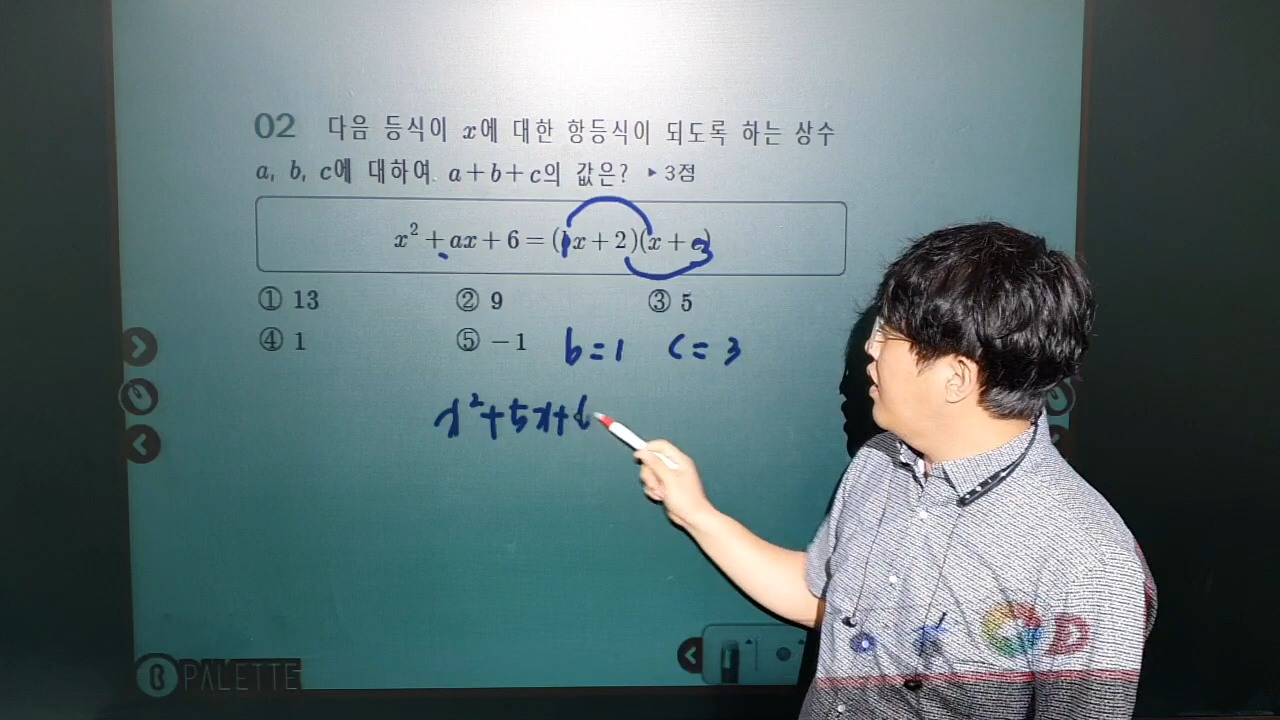 02 다음 등식이 x에 대한 항등식이 되도록 하는 상수
a, b, c에 대하여 a+b+c의 값은? ▸3점
x² + ax + 6 = (1x + 2)(x + 3)
① 13 ② 9 ③ 5
④ 1 ⑤ −1
b = 1 c = 3
x² + 5x + 6
PALETTE